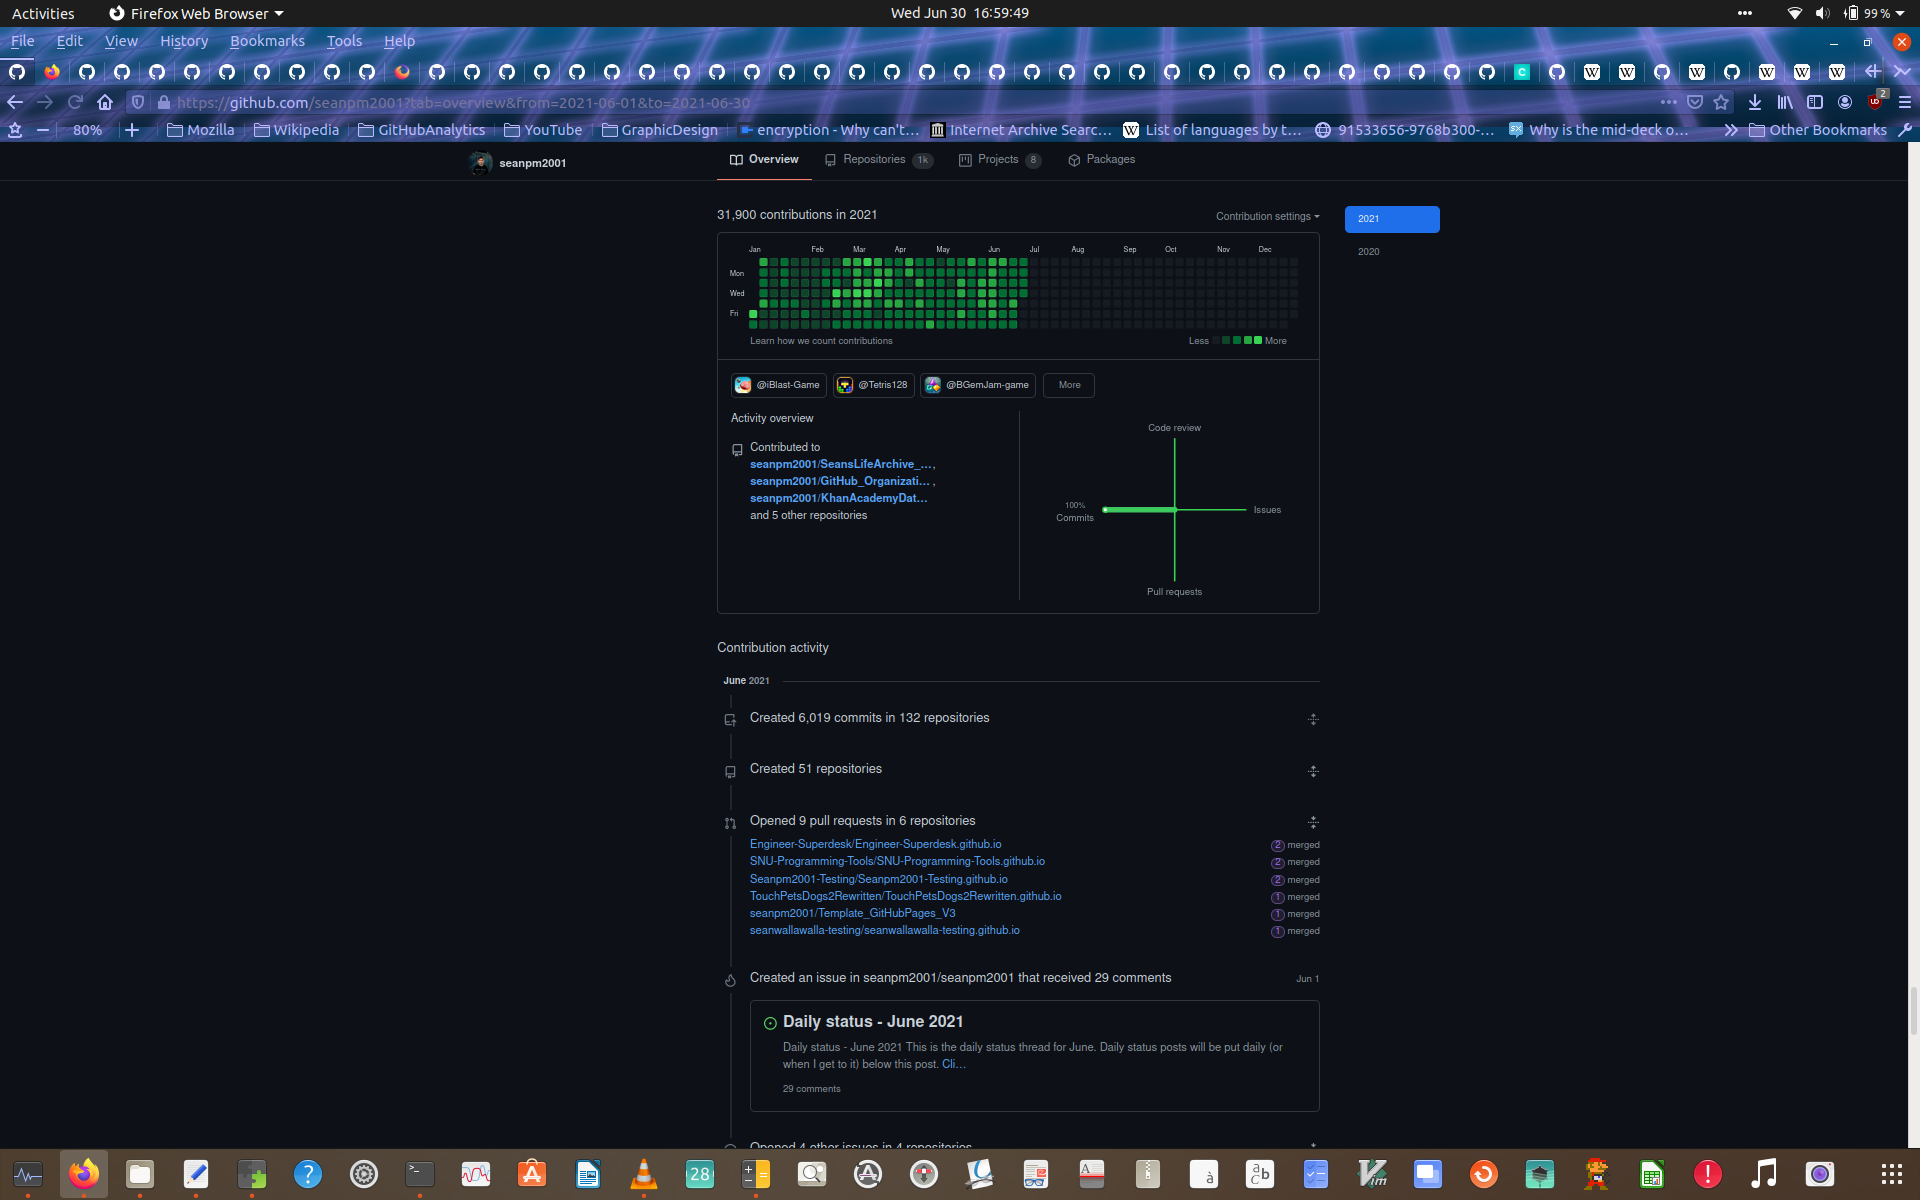 Activities
Firefox Web Browser
Wed Jun 30 16:59:49
99 %
File
Edit
View
History
Bookmarks
Tools
Help
https://github.com/seanpm2001?tab=overview&from=2021-06-01&to=2021-06-30
2
80%
Mozilla
Wikipedia
GitHubAnalytics
YouTube
GraphicDesign
encryption - Why can't…
Internet Archive Searc…
List of languages by t…
91533656-9768b300-…
Why is the mid-deck o…
Other Bookmarks
seanpm2001
Overview
Repositories 1k
Projects 8
Packages
31,900 contributions in 2021
Contribution settings
2021
2020
Jan Feb Mar Apr May Jun Jul Aug Sep Oct Nov Dec
Mon
Wed
Fri
Learn how we count contributions
Less
More
@iBlast-Game
@Tetris128
@BGemJam-game
More
Activity overview
Contributed to
seanpm2001/SeansLifeArchive_…,
seanpm2001/GitHub_Organizati… ,
seanpm2001/KhanAcademyDat…
and 5 other repositories
Code review
100%
Commits
Issues
Pull requests
Contribution activity
June 2021
Created 6,019 commits in 132 repositories
Created 51 repositories
Opened 9 pull requests in 6 repositories
Engineer-Superdesk/Engineer-Superdesk.github.io 2 merged
SNU-Programming-Tools/SNU-Programming-Tools.github.io 2 merged
Seanpm2001-Testing/Seanpm2001-Testing.github.io 2 merged
TouchPetsDogs2Rewritten/TouchPetsDogs2Rewritten.github.io 1 merged
seanpm2001/Template_GitHubPages_V3 1 merged
seanwallawalla-testing/seanwallawalla-testing.github.io 1 merged
Created an issue in seanpm2001/seanpm2001 that received 29 comments
Jun 1
Daily status - June 2021
Daily status - June 2021 This is the daily status thread for June. Daily status posts will be put daily (or
when I get to it) below this post. Cli…
29 comments
Opened 4 other issues in 4 repositories
28